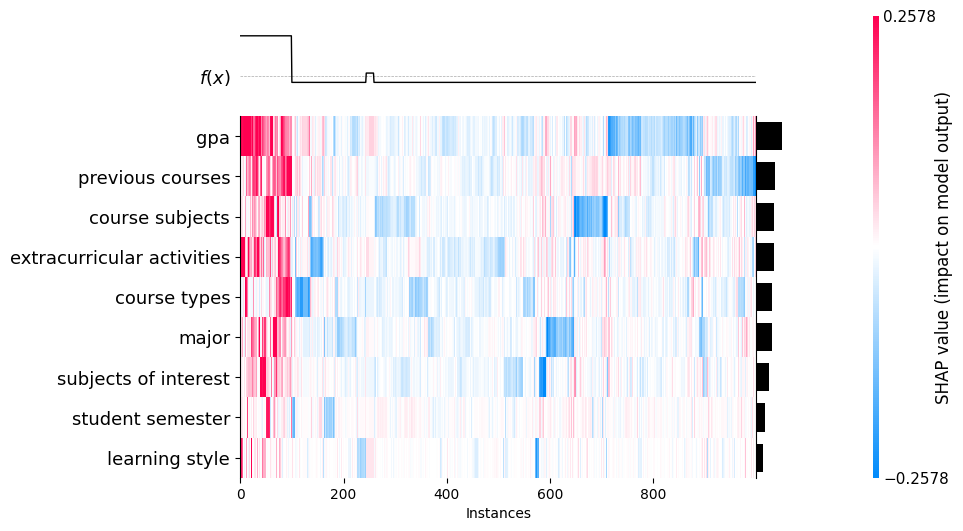 0.2578
f(x)
gpa
previous courses
course subjects
extracurricular activities
course types
major
subjects of interest
student semester
learning style
0 200 400 600 800
Instances
SHAP value (impact on model output)
−0.2578